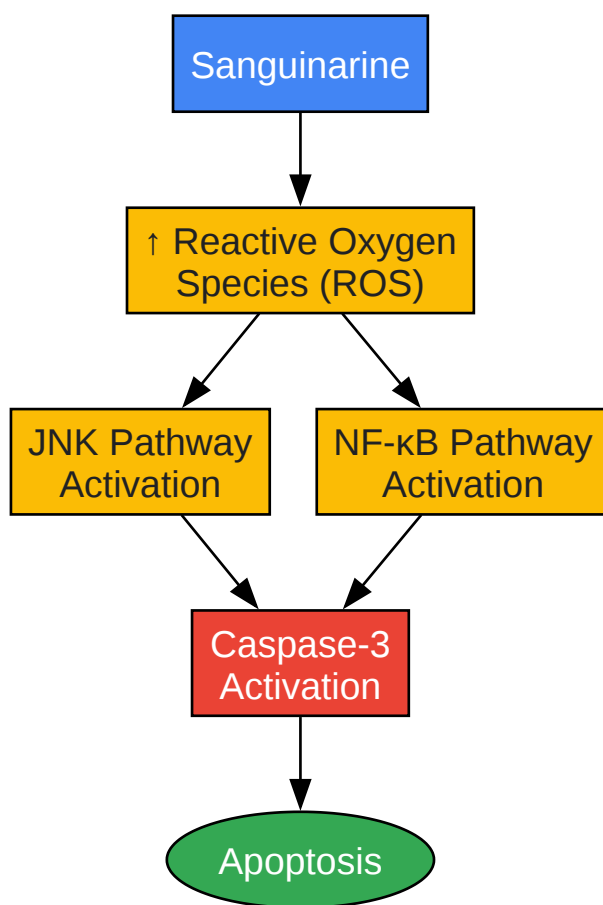 Sanguinarine
↑ Reactive Oxygen
Species (ROS)
JNK Pathway
Activation
NF-κB Pathway
Activation
Caspase-3
Activation
Apoptosis